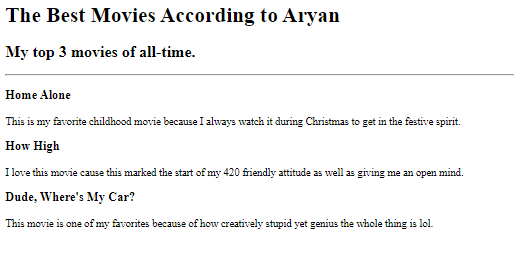 The Best Movies According to Aryan
My top 3 movies of all-time.
Home Alone
This is my favorite childhood movie because I always watch it during Christmas to get in the festive spirit.
How High
I love this movie cause this marked the start of my 420 friendly attitude as well as giving me an open mind.
Dude, Where's My Car?
This movie is one of my favorites because of how creatively stupid yet genius the whole thing is lol.